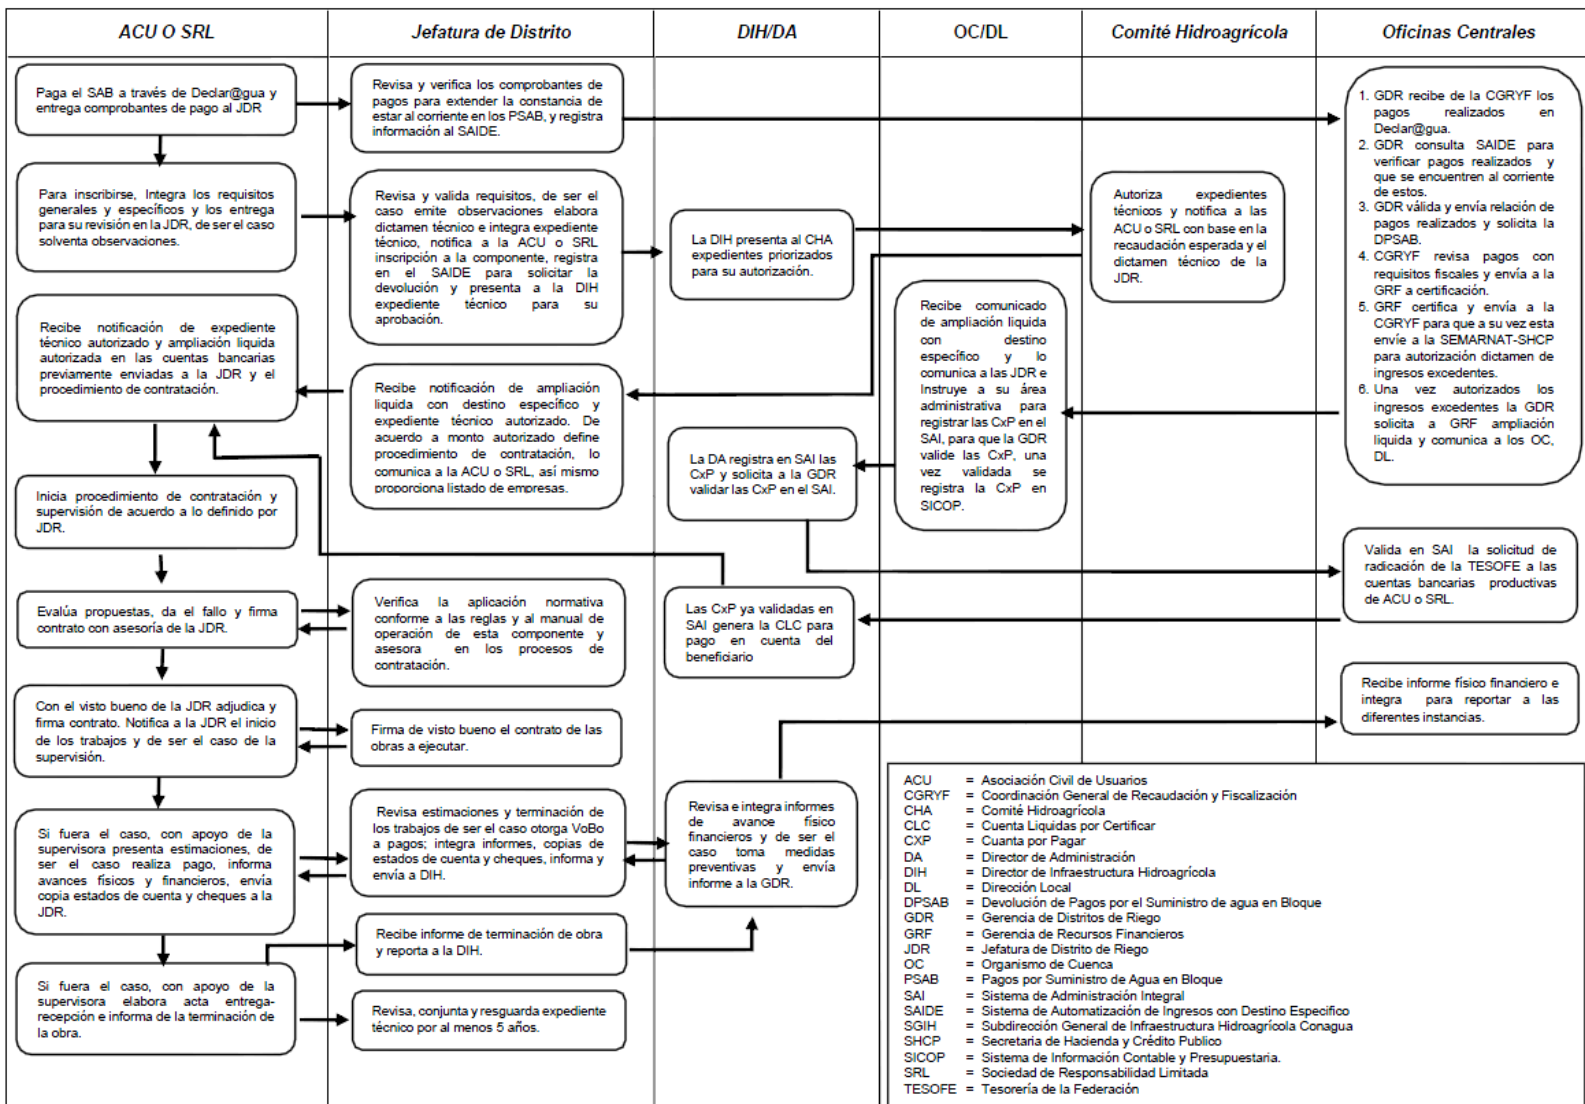 ACU O SRL
Jefatura de Distrito
DIH/DA
OC/DL
Comité Hidroagrícola
Oficinas Centrales
Paga el SAB a través de Declar@gua y
entrega comprobantes de pago al JDR
Revisa y verifica los comprobantes de
pagos para extender la constancia de
estar al corriente en los PSAB, y registra
información al SAIDE.
1. GDR recibe de la CGRYF los
pagos realizados en
Declar@gua.
2. GDR consulta SAIDE para
verificar pagos realizados y
que se encuentren al corriente
de estos.
3. GDR válida y envía relación de
pagos realizados y solicita la
DPSAB.
4. CGRYF revisa pagos con
requisitos fiscales y envía a la
GRF a certificación.
5. GRF certifica y envía a la
CGRYF para que a su vez esta
envíe a la SEMARNAT-SHCP
para autorización dictamen de
ingresos excedentes.
6. Una vez autorizados los
ingresos excedentes la GDR
solicita a GRF ampliación
liquida y comunica a los OC,
DL.
Para inscribirse, Integra los requisitos
generales y específicos y los entrega
para su revisión en la JDR, de ser el caso
solventa observaciones.
Revisa y valida requisitos, de ser el
caso emite observaciones elabora
dictamen técnico e integra expediente
técnico, notifica a la ACU o SRL
inscripción a la componente, registra
en el SAIDE para solicitar la
devolución y presenta a la DIH
expediente técnico para su
aprobación.
La DIH presenta al CHA
expedientes priorizados
para su autorización.
Autoriza expedientes
técnicos y notifica a las
ACU o SRL con base en la
recaudación esperada y el
dictamen técnico de la
JDR.
Recibe comunicado
de ampliación liquida
con destino
específico y lo
comunica a las JDR e
Instruye a su área
administrativa para
registrar las CxP en el
SAI, para que la GDR
valide las CxP, una
vez validada se
registra la CxP en
SICOP.
Recibe notificación de expediente
técnico autorizado y ampliación liquida
autorizada en las cuentas bancarias
previamente enviadas a la JDR y el
procedimiento de contratación.
Recibe notificación de ampliación
liquida con destino específico y
expediente técnico autorizado. De
acuerdo a monto autorizado define
procedimiento de contratación, lo
comunica a la ACU o SRL, así mismo
proporciona listado de empresas.
La DA registra en SAI las
CxP y solicita a la GDR
validar las CxP en el SAI.
Inicia procedimiento de contratación y
supervisión de acuerdo a lo definido por
JDR.
Valida en SAI la solicitud de
radicación de la TESOFE a las
cuentas bancarias productivas
de ACU o SRL.
Evalúa propuestas, da el fallo y firma
contrato con asesoría de la JDR.
Verifica la aplicación normativa
conforme a las reglas y al manual de
operación de esta componente y
asesora en los procesos de
contratación.
Las CxP ya validadas en
SAI genera la CLC para
pago en cuenta del
beneficiario
Con el visto bueno de la JDR adjudica y
firma contrato. Notifica a la JDR el inicio
de los trabajos y de ser el caso de la
supervisión.
Firma de visto bueno el contrato de las
obras a ejecutar.
Recibe informe físico financiero e
integra para reportar a las
diferentes instancias.
Si fuera el caso, con apoyo de la
supervisora presenta estimaciones, de
ser el caso realiza pago, informa
avances físicos y financieros, envía
copia estados de cuenta y cheques a la
JDR.
Revisa estimaciones y terminación de
los trabajos de ser el caso otorga VoBo
a pagos; integra informes, copias de
estados de cuenta y cheques, informa y
envía a DIH.
Revisa e integra informes
de avance físico
financieros y de ser el
caso toma medidas
preventivas y envía
informe a la GDR.
Recibe informe de terminación de obra
y reporta a la DIH.
Si fuera el caso, con apoyo de la
supervisora elabora acta entrega-
recepción e informa de la terminación de
la obra.
Revisa, conjunta y resguarda expediente
técnico por al menos 5 años.
ACU = Asociación Civil de Usuarios
CGRYF = Coordinación General de Recaudación y Fiscalización
CHA = Comité Hidroagrícola
CLC = Cuenta Liquidas por Certificar
CXP = Cuanta por Pagar
DA = Director de Administración
DIH = Director de Infraestructura Hidroagrícola
DL = Dirección Local
DPSAB = Devolución de Pagos por el Suministro de agua en Bloque
GDR = Gerencia de Distritos de Riego
GRF = Gerencia de Recursos Financieros
JDR = Jefatura de Distrito de Riego
OC = Organismo de Cuenca
PSAB = Pagos por Suministro de Agua en Bloque
SAI = Sistema de Administración Integral
SAIDE = Sistema de Automatización de Ingresos con Destino Especifico
SGIH = Subdirección General de Infraestructura Hidroagrícola Conagua
SHCP = Secretaria de Hacienda y Crédito Publico
SICOP = Sistema de Información Contable y Presupuestaria.
SRL = Sociedad de Responsabilidad Limitada
TESOFE = Tesorería de la Federación